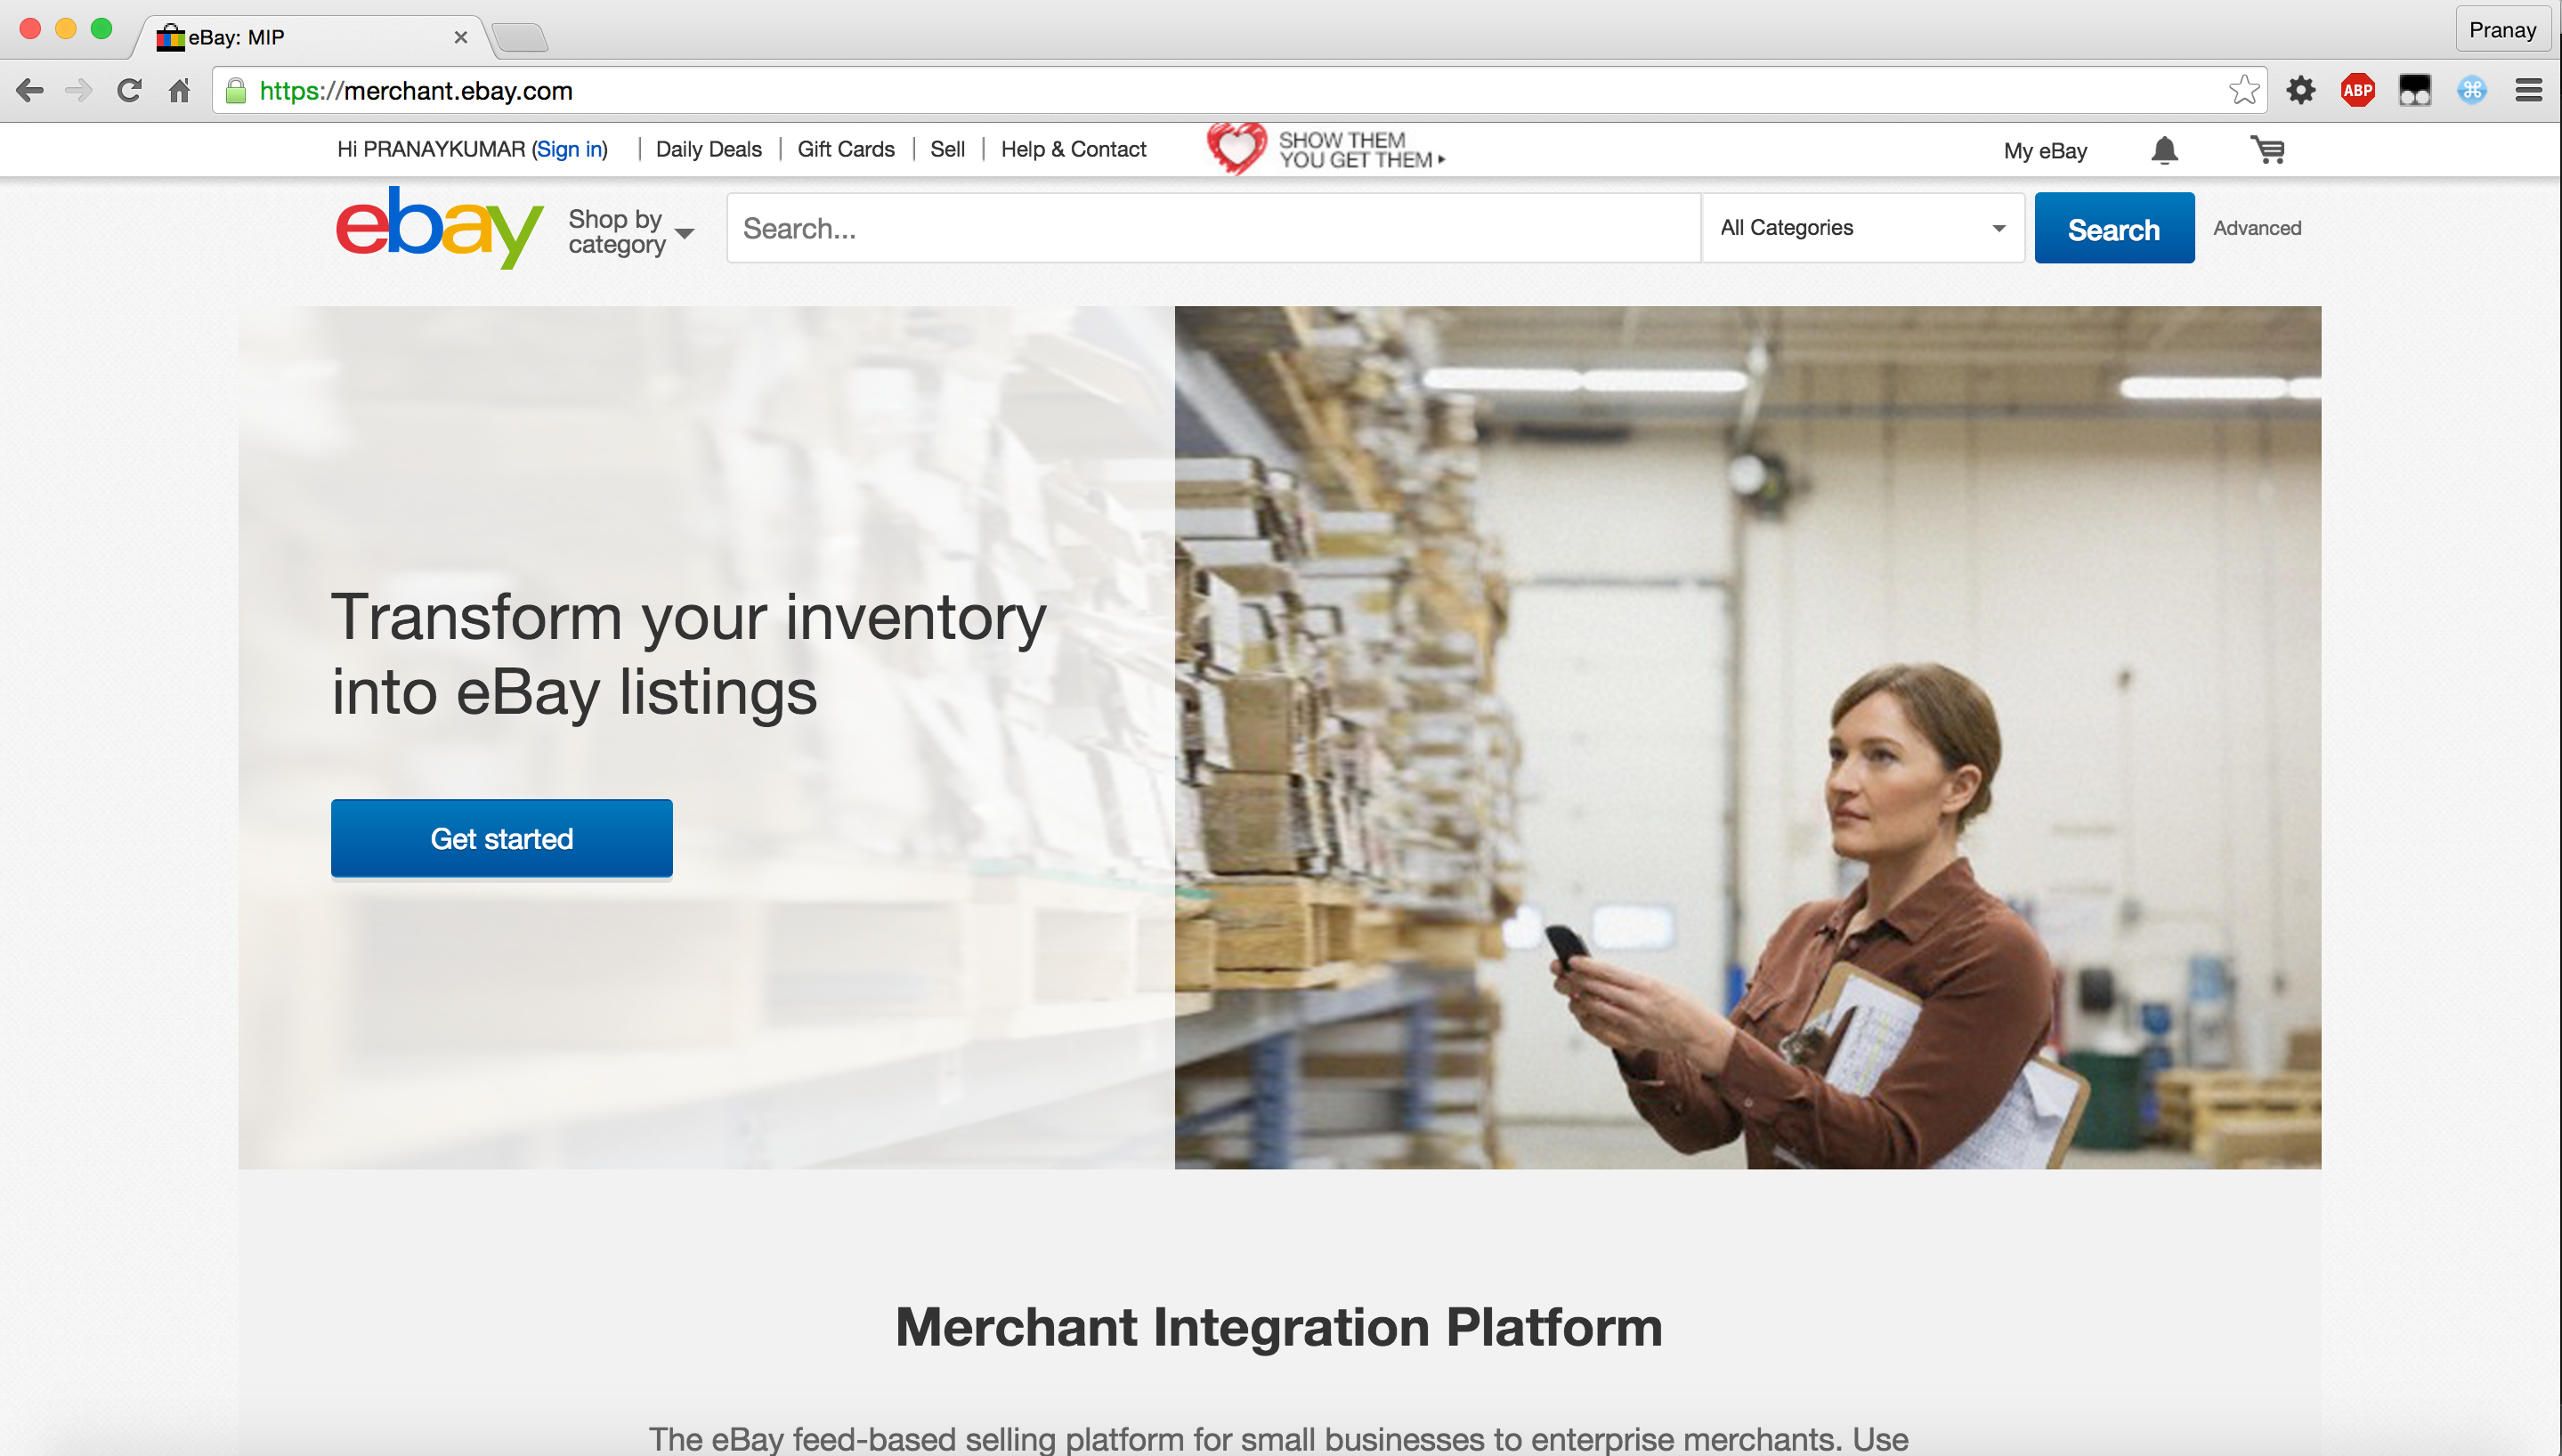 eBay: MIP
Pranay
https://merchant.ebay.com
ABP
Hi PRANAYKUMAR (Sign in) | Daily Deals | Gift Cards | Sell | Help & Contact
SHOW THEM
YOU GET THEM
My eBay
ebay
Shop by
category
Search...
All Categories
Search
Advanced
Transform your inventory
into eBay listings
Get started
Merchant Integration Platform
The eBay feed-based selling platform for small businesses to enterprise merchants. Use